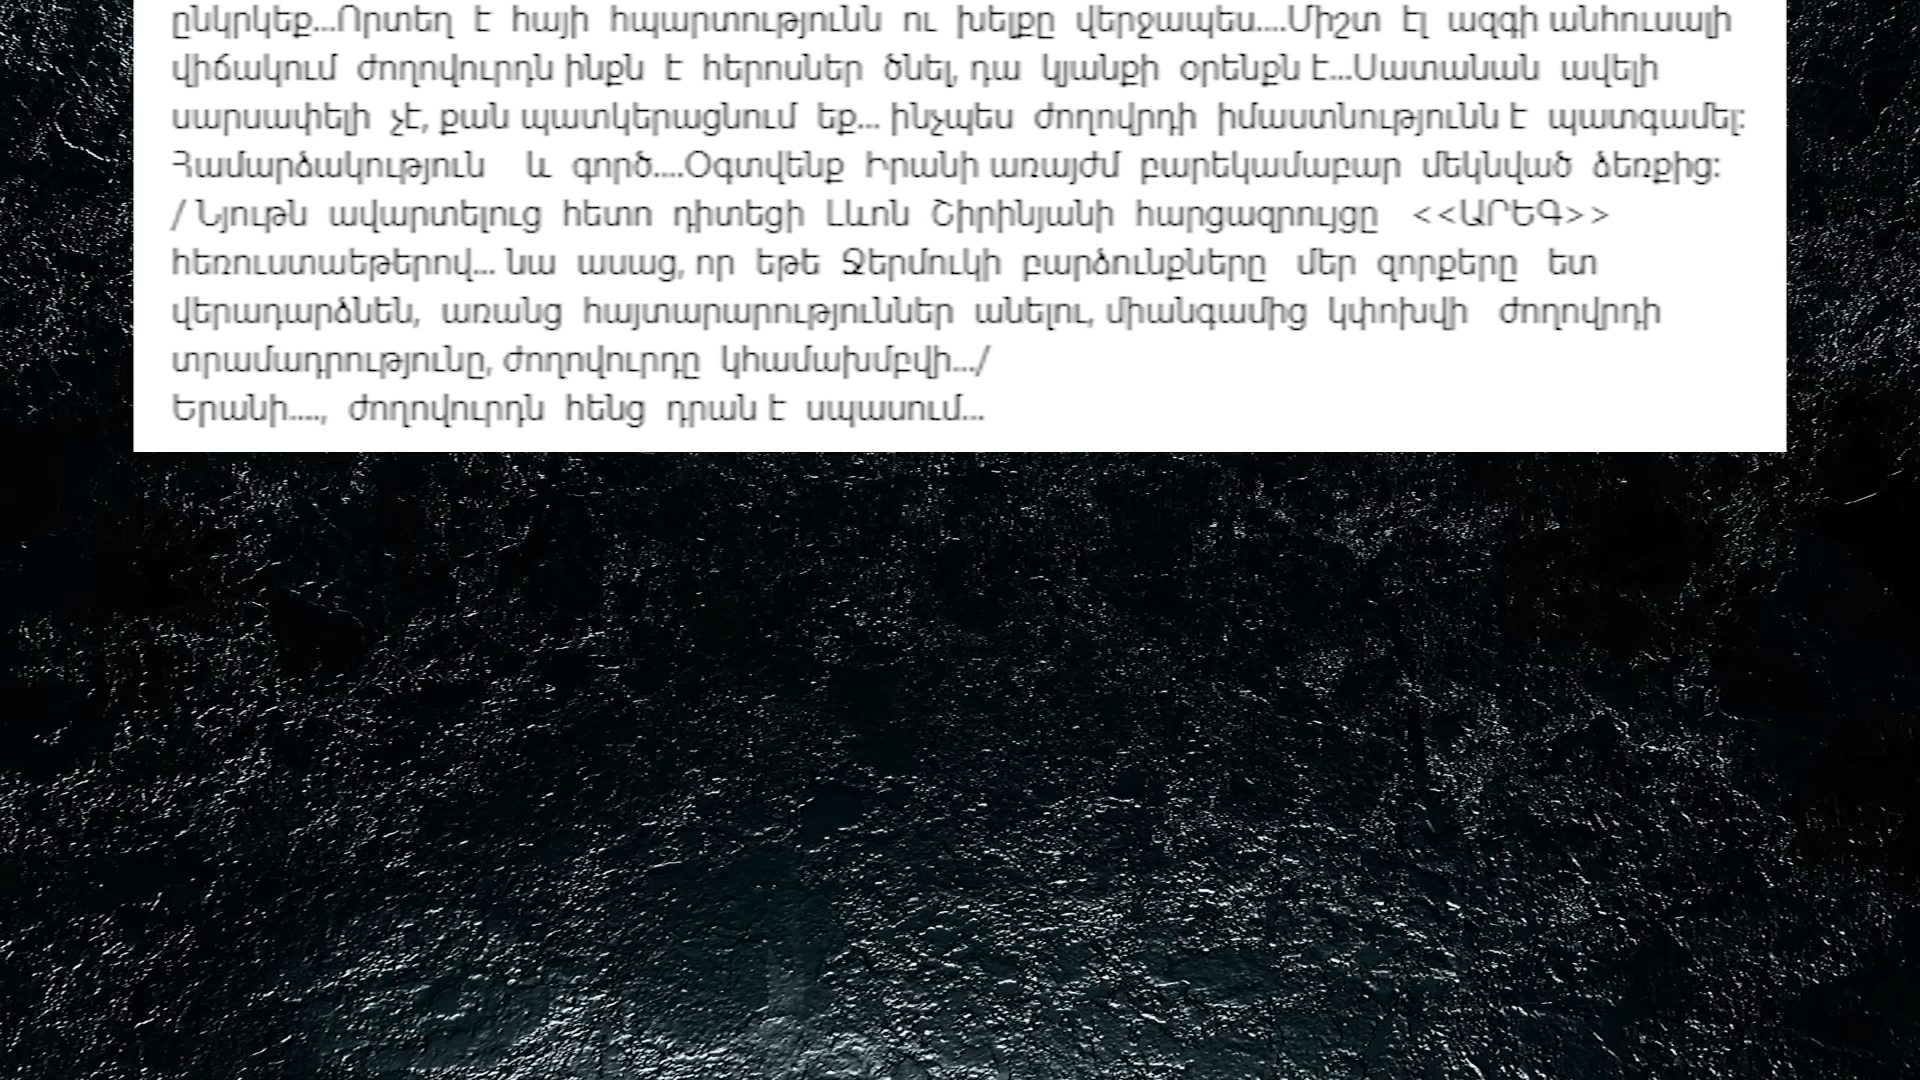 ընկրկեք...Որտեղ է հայի հպարտությունն ու խելքը վերջապես....Միշտ էլ ազգի անհուսալի
վիճակում ժողովուրդն ինքն է հերոսներ ծնել, դա կյանքի օրենքն է...Սատանան ավելի
սարսափելի չէ, քան պատկերացնում եք... ինչպես ժողովրդի իմաստնությունն է պատգամել:
Համարձակություն և գործ....Օգտվենք Իրանի առայժմ բարեկամաբար մեկնված ձեռքից:
/ Նյութն ավարտելուց հետո դիտեցի Լևոն Շիրինյանի հարցազրույցը <<ԱՐԵԳ>>
հեռուստաեթերով... նա ասաց, որ եթե Ջերմուկի բարձունքները մեր զորքերը ետ
վերադարձնեն, առանց հայտարարություններ անելու, միանգամից կփոխվի ժողովրդի
տրամադրությունը, ժողովուրդը կհամախմբվի.../
Երանի...., ժողովուրդն հենց դրան է սպասում...